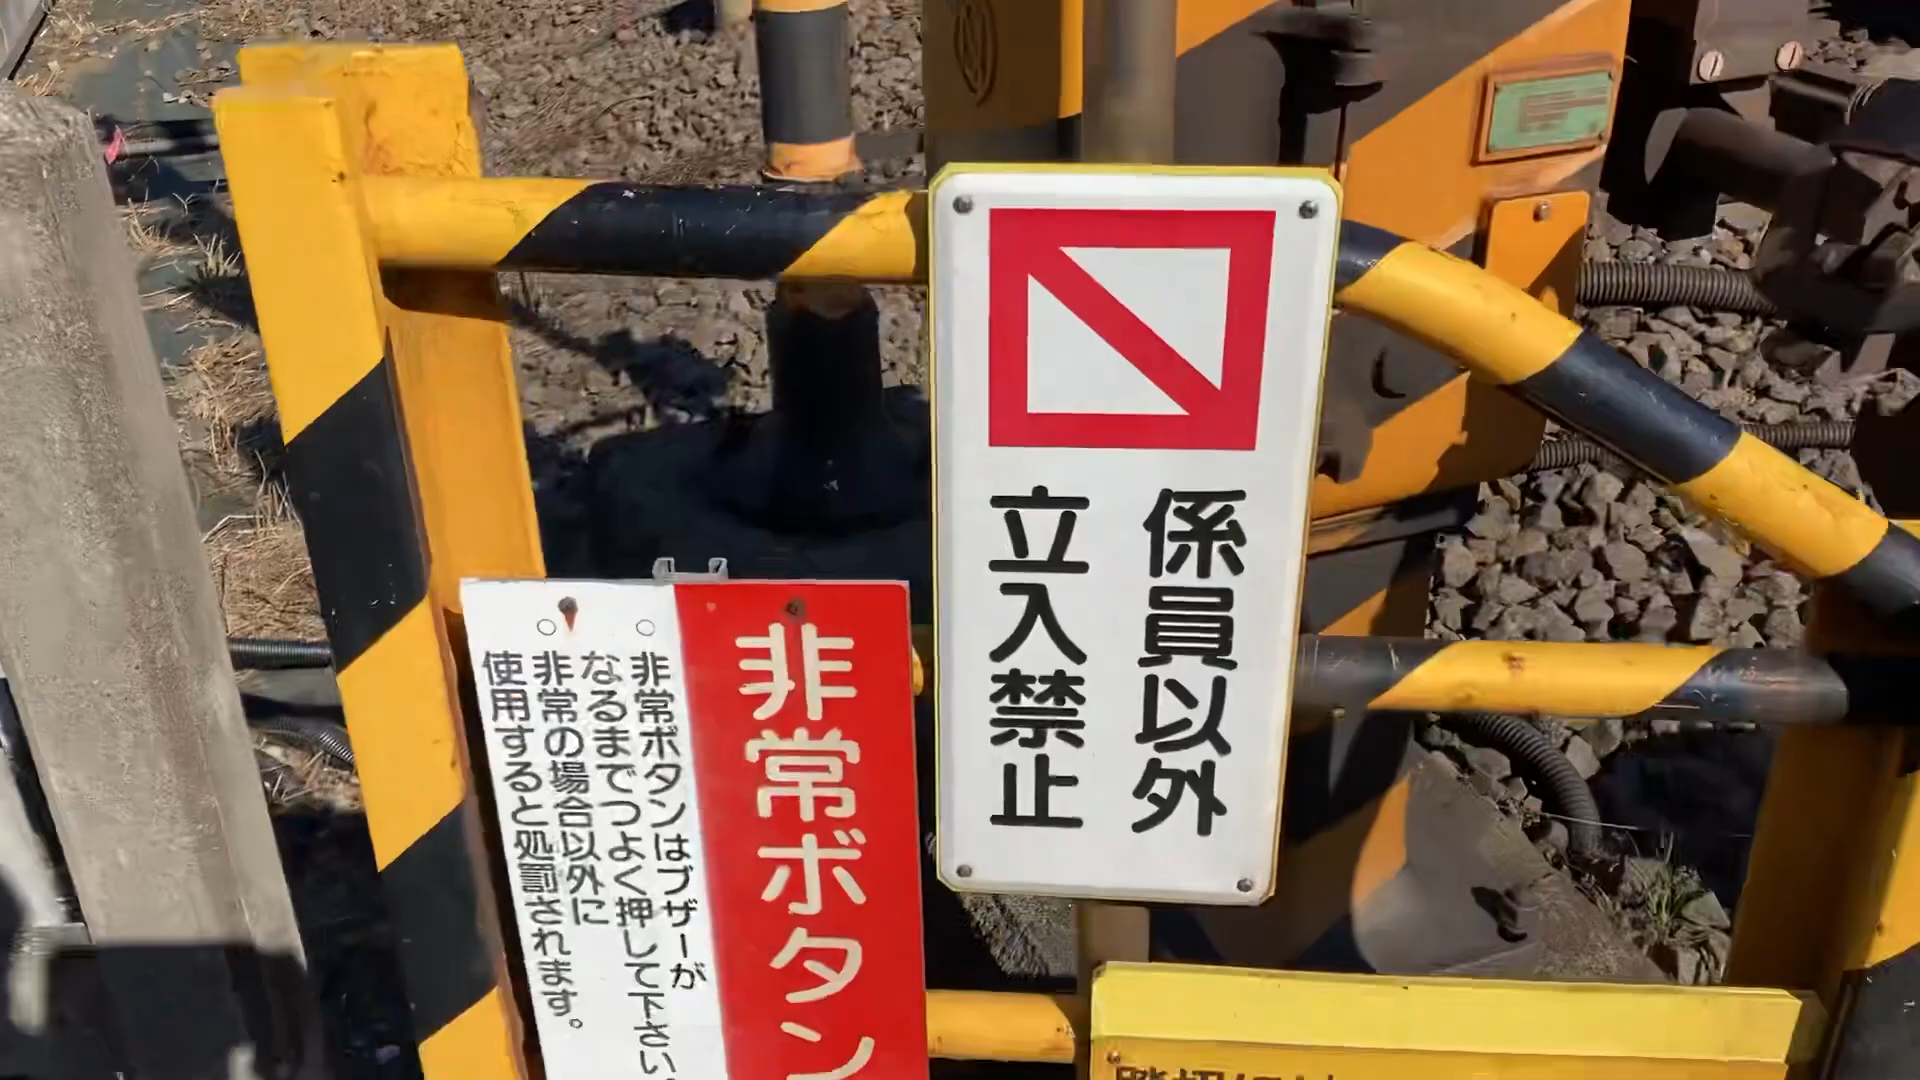 係員以外
立入禁止
非常ボタン
○非常ボタンはブザーが
なるまでつよく押して下さい。
○非常の場合以外に
使用すると処罰されます。